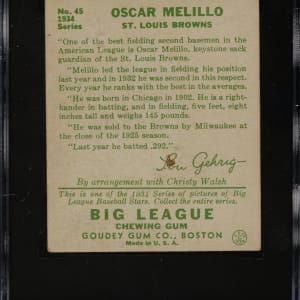 No. 45
1934
Series
OSCAR MELILLO
ST. LOUIS BROWNS
"One of the best fielding second basemen in the
American League is Oscar Melillo, keystone sack
guardian of the St. Louis Browns.
"Melillo led the league in fielding his position
last year and in 1932 he was second in this respect.
Every year he ranks with the best in the averages.
"He was born in Chicago in 1902. He is a right-
hander in batting, and in fielding, five feet, eight
inches tall and weighs 145 pounds.
"He was sold to the Browns by Milwaukee at
the close of the 1925 season.
"Last year he batted .292."
Lou Gehrig—
By arrangement with Christy Walsh
This is one of the 1934 Series of pictures of Big
League Baseball Stars. Collect the entire series.
BIG LEAGUE
CHEWING GUM
GOUDEY GUM CO., BOSTON
Made in U. S. A.